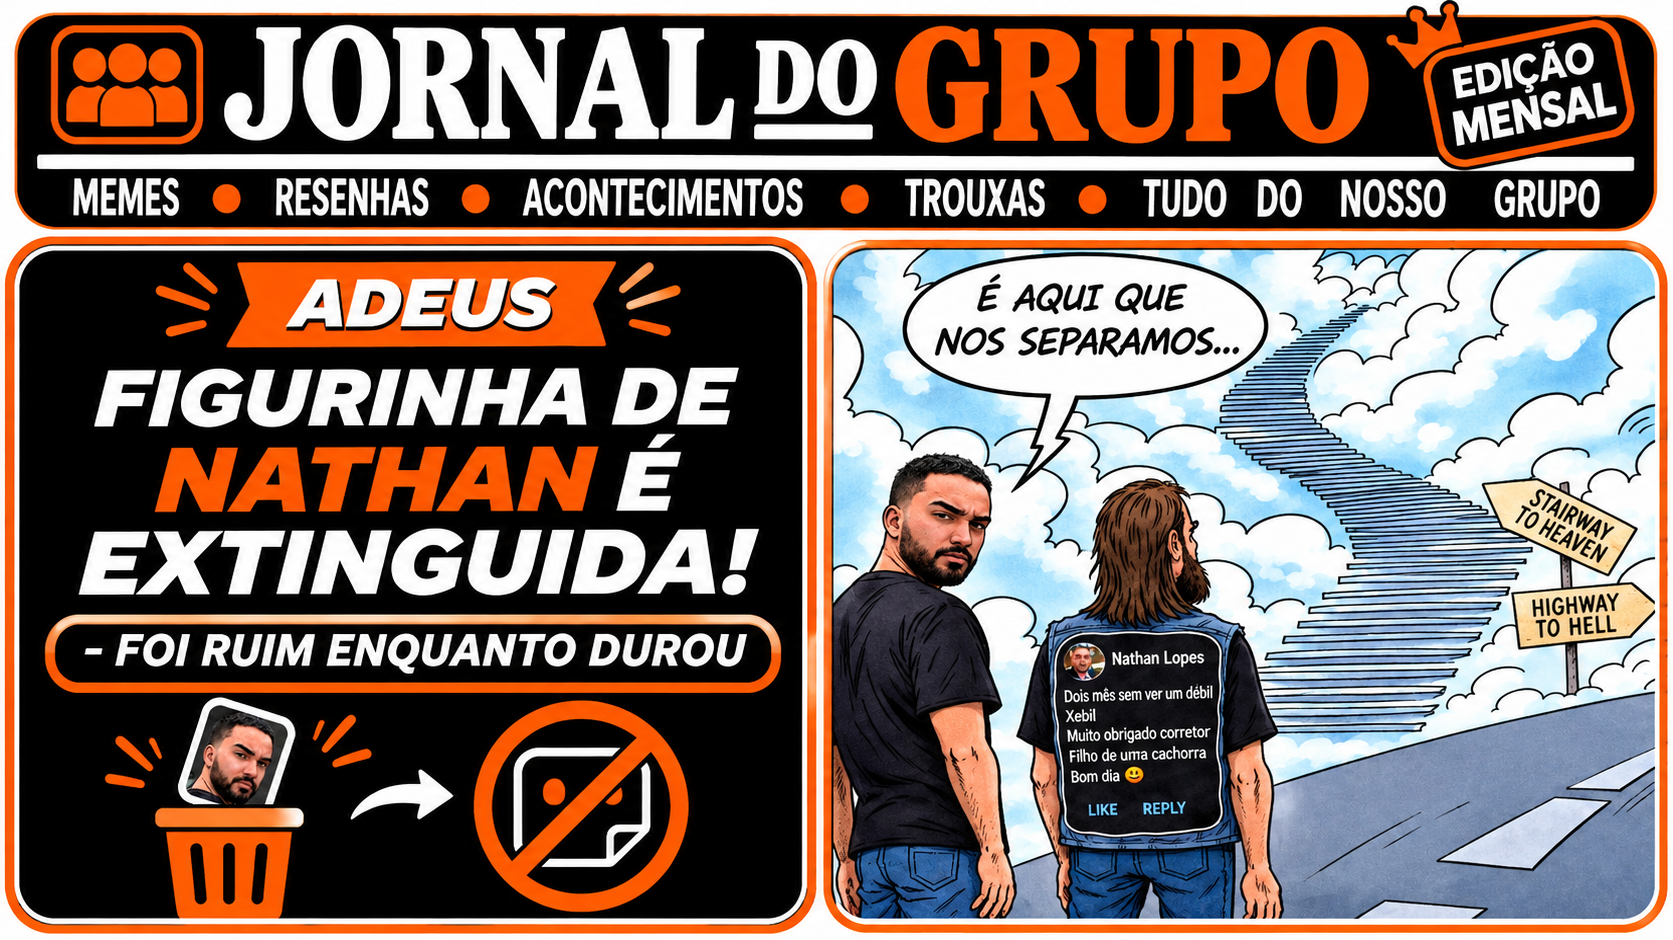 JORNAL DO GRUPO
EDIÇÃO
MENSAL
MEMES • RESENHAS • ACONTECIMENTOS • TROUXAS • TUDO DO NOSSO GRUPO
ADEUS
FIGURINHA DE
NATHAN É
EXTINGUIDA!
- FOI RUIM ENQUANTO DUROU
É AQUI QUE
NOS SEPARAMOS...
STAIRWAY
TO HEAVEN
HIGHWAY
TO HELL
Nathan Lopes
Dois mês sem ver um débil
Xebil
Muito obrigado corretor
Filho de uma cachorra
Bom dia 😃
LIKE REPLY